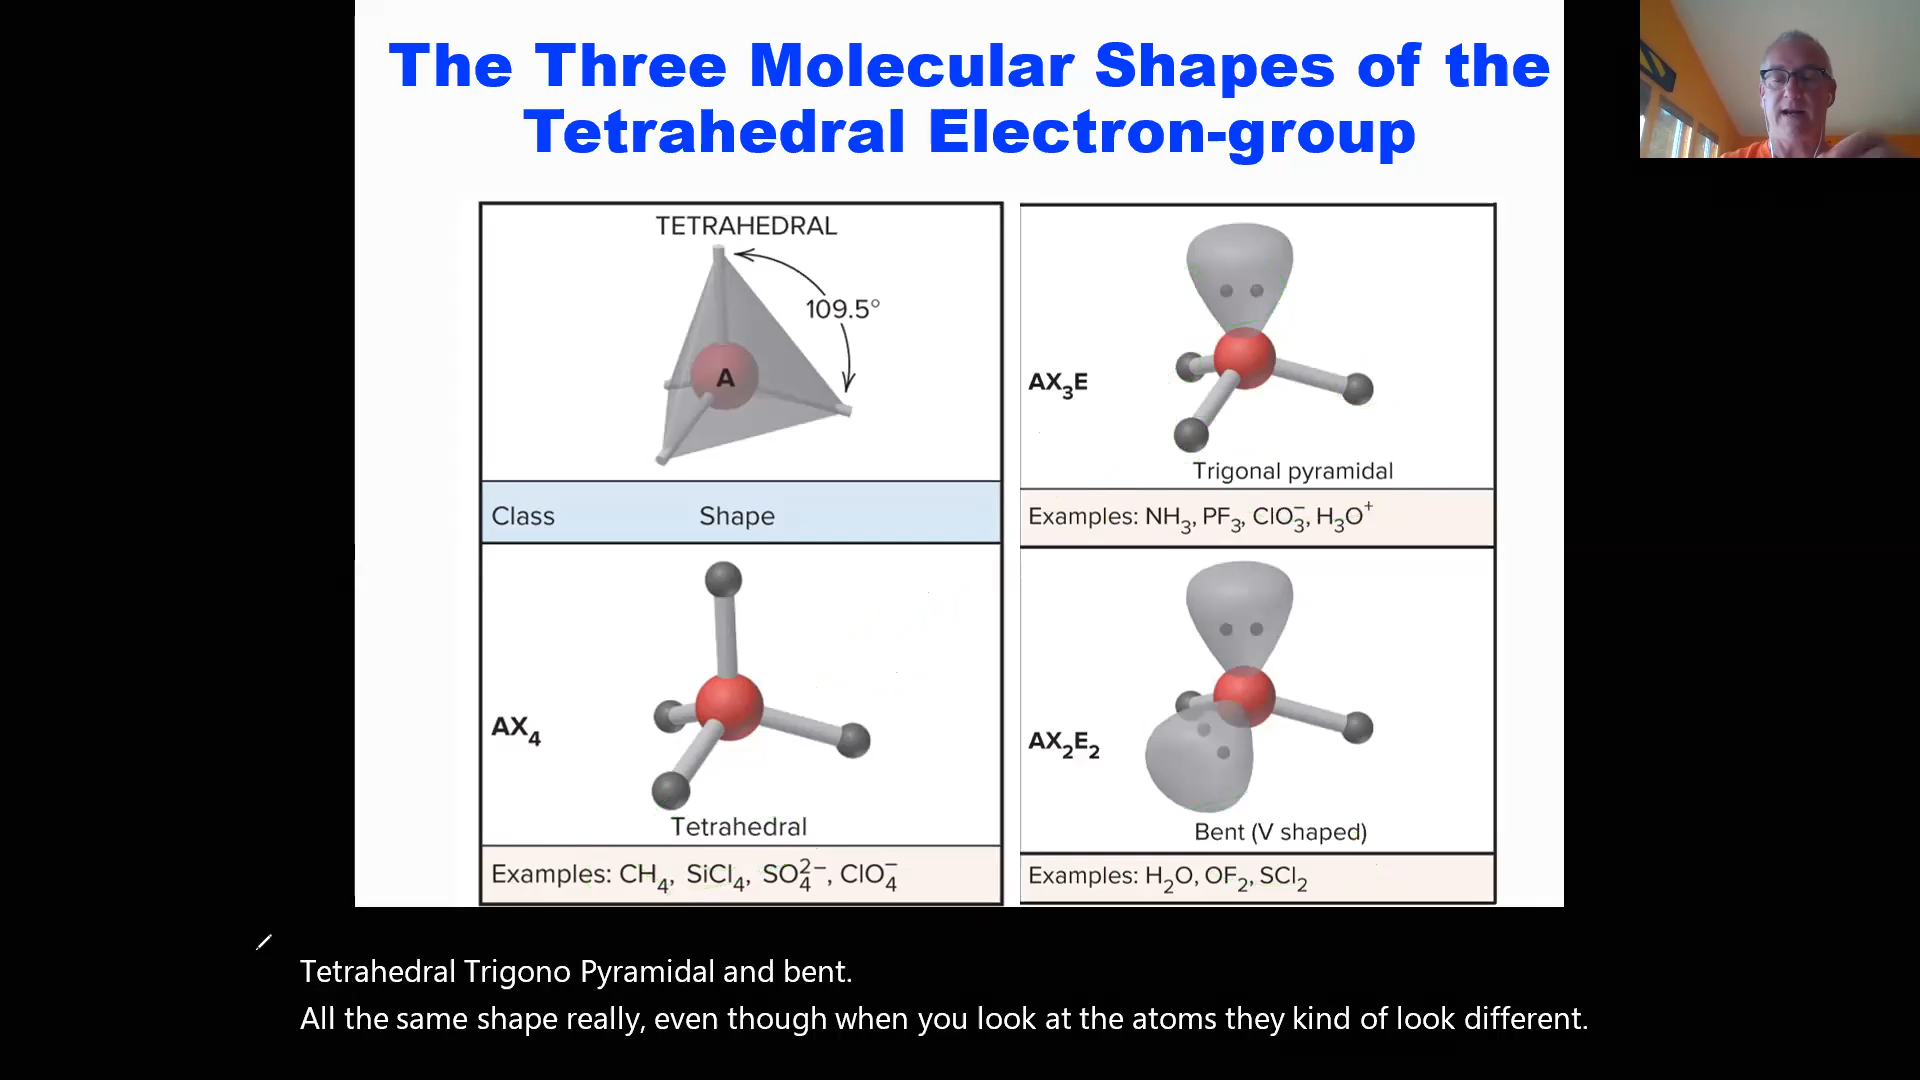 The Three Molecular Shapes of the
Tetrahedral Electron-group
TETRAHEDRAL
109.5°
A
Class Shape
AX₄
Tetrahedral
Examples: CH₄, SiCl₄, SO₄²⁻, ClO₄⁻
AX₃E
Trigonal pyramidal
Examples: NH₃, PF₃, ClO₃⁻, H₃O⁺
AX₂E₂
Bent (V shaped)
Examples: H₂O, OF₂, SCl₂
Tetrahedral Trigono Pyramidal and bent.
All the same shape really, even though when you look at the atoms they kind of look different.